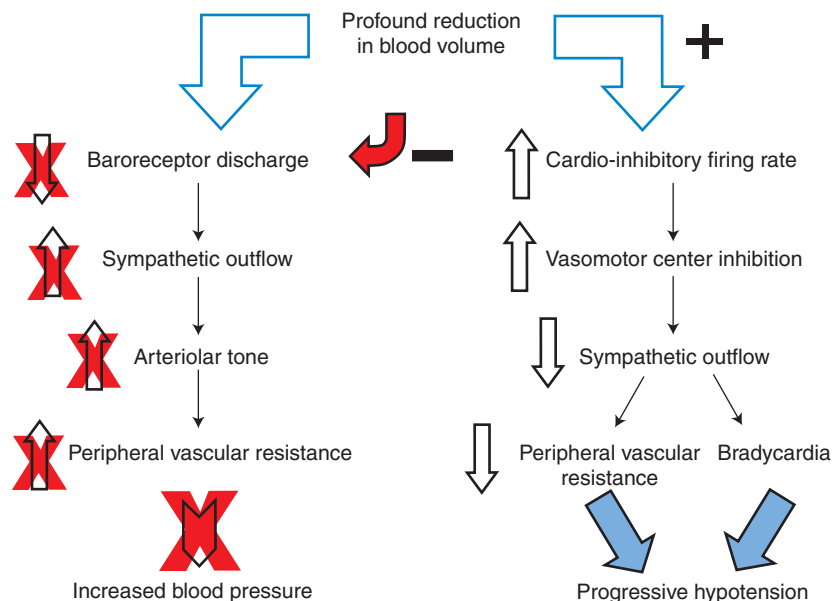 Profound reduction
in blood volume
+
Baroreceptor discharge
−
Cardio-inhibitory firing rate
Sympathetic outflow
Vasomotor center inhibition
Arteriolar tone
Sympathetic outflow
Peripheral vascular resistance
Peripheral vascular
resistance
Bradycardia
Increased blood pressure
Progressive hypotension